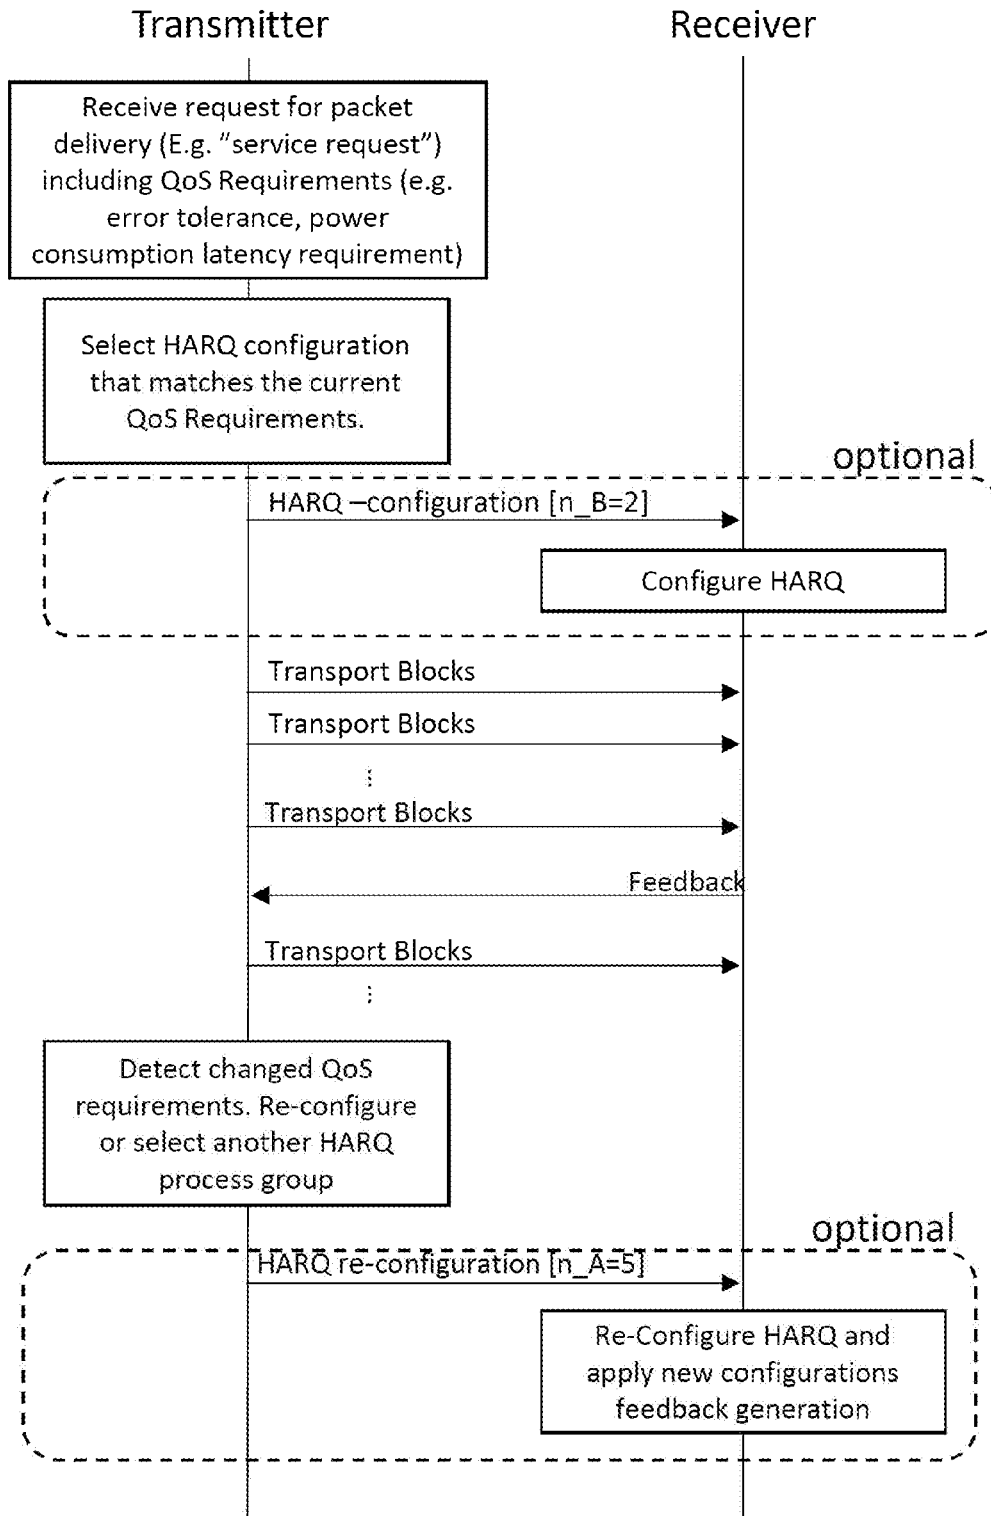 Transmitter
Receiver
Receive request for packet
delivery (E.g. “service request”)
including QoS Requirements (e.g.
error tolerance, power
consumption latency requirement)
Select HARQ configuration
that matches the current
QoS Requirements.
optional
HARQ –configuration [n_B=2]
Configure HARQ
Transport Blocks
Transport Blocks
⋮
Transport Blocks
Feedback
Transport Blocks
⋮
Detect changed QoS
requirements. Re-configure
or select another HARQ
process group
optional
HARQ re-configuration [n_A=5]
Re-Configure HARQ and
apply new configurations
feedback generation